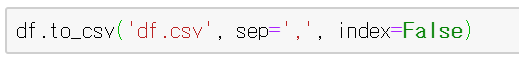 df.to_csv('df.csv', sep=',', index=False)